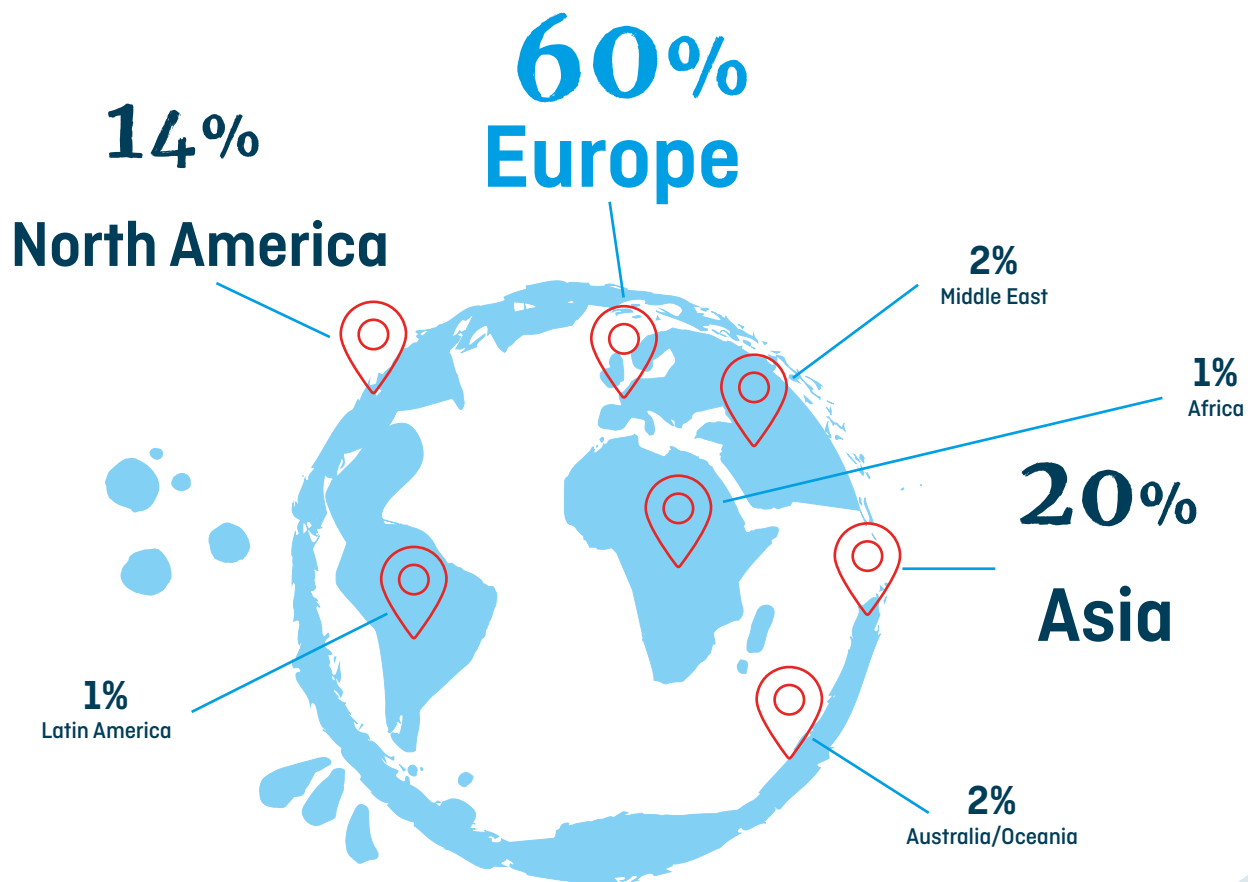 60%
Europe
14%
North America
2%
Middle East
1%
Africa
20%
Asia
1%
Latin America
2%
Australia/Oceania